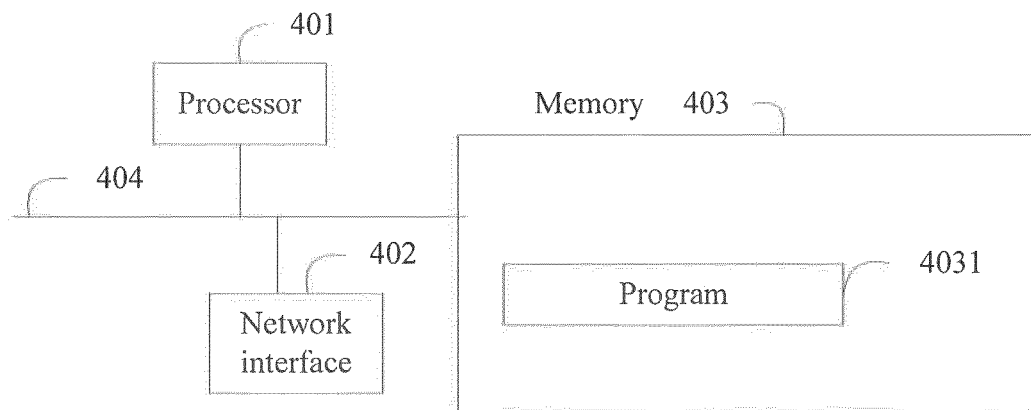 401
Processor
Memory 403
404
402
4031
Program
Network
interface